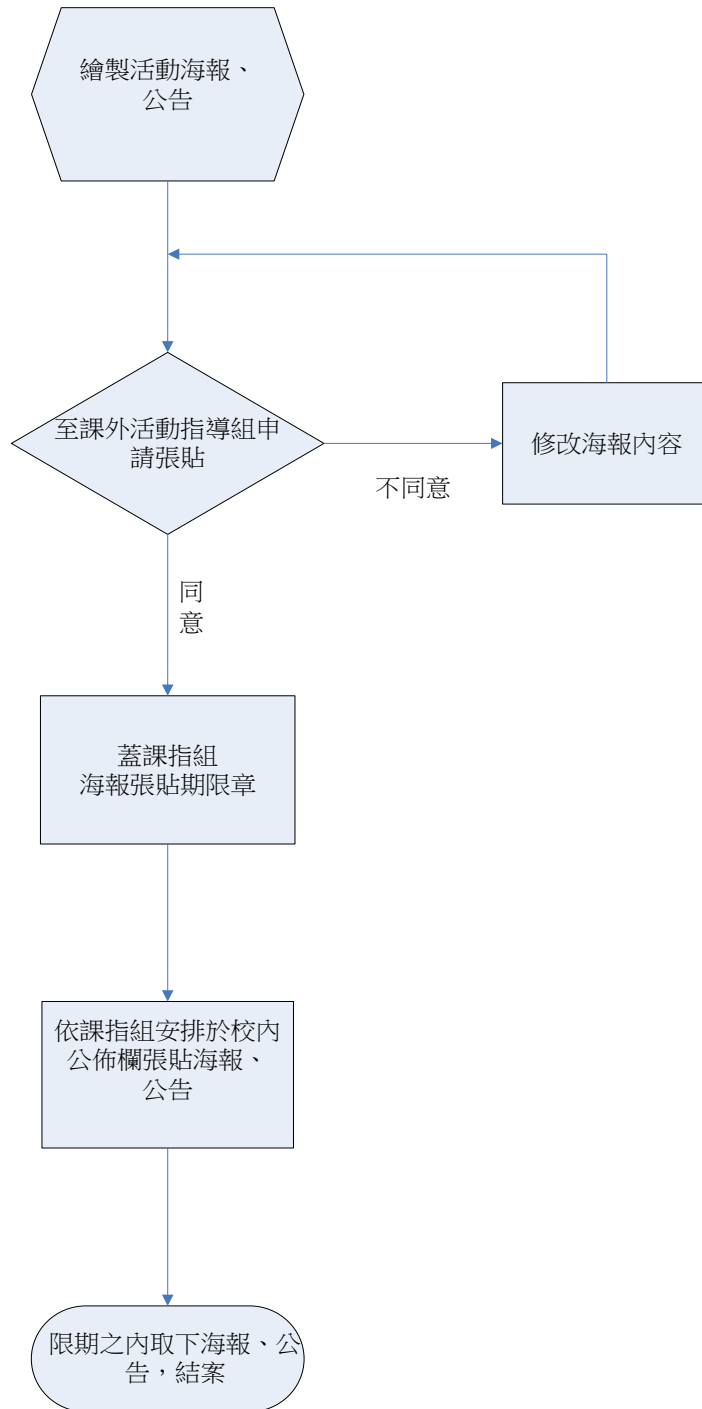 繪製活動海報、
公告
至課外活動指導組申
請張貼
不同意
修改海報內容
同
意
蓋課指組
海報張貼期限章
依課指組安排於校內
公佈欄張貼海報、
公告
限期之內取下海報、公
告，結案